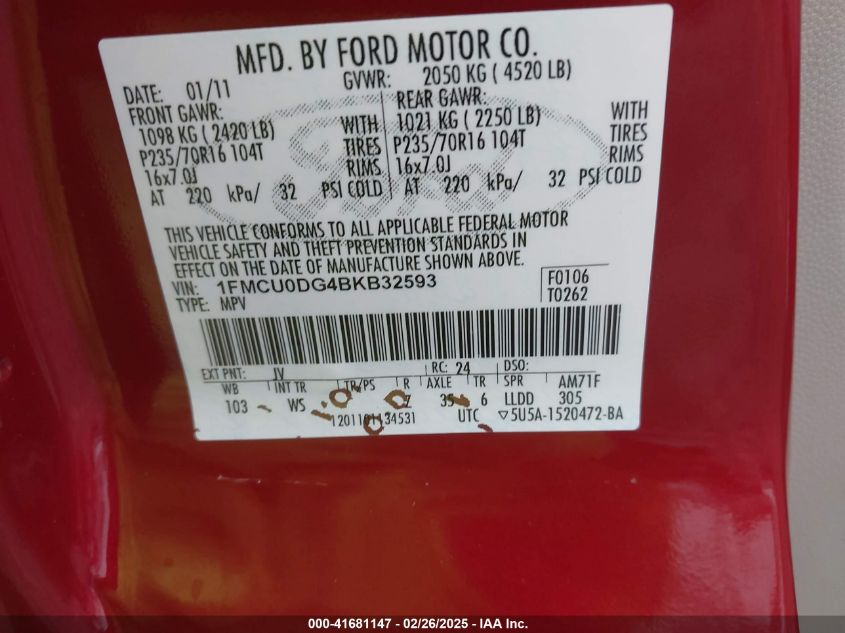 MFD. BY FORD MOTOR CO.
DATE: 01/11 GVWR: 2050 KG ( 4520 LB)
FRONT GAWR: REAR GAWR:
1098 KG ( 2420 LB) WITH 1021 KG ( 2250 LB) WITH
P235/70R16 104T TIRES P235/70R16 104T TIRES
16x7.0J RIMS 16x7.0J RIMS
AT 220 kPa/ 32 PSI COLD AT 220 kPa/ 32 PSI COLD
THIS VEHICLE CONFORMS TO ALL APPLICABLE FEDERAL MOTOR
VEHICLE SAFETY AND THEFT PREVENTION STANDARDS IN
EFFECT ON THE DATE OF MANUFACTURE SHOWN ABOVE.
VIN: 1FMCU0DG4BKB32593 F0106
TYPE: MPV T0262
EXT PNT: JV RC: 24 DSO:
WB INT TR TP/PS R AXLE TR SPR AM71F
103 WS 35 6 LLDD 305
UTC ▽5U5A-1520472-BA
000-41681147 - 02/26/2025 - IAA Inc.